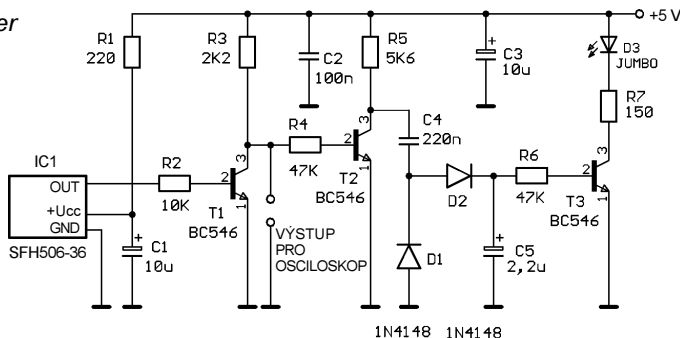 er
+5 V
R1
220
R3
2K2
C2
100n
R5
5K6
+
C3
10u
D3
JUMBO
R7
150
R4
47K
3
2
1
T2
BC546
C4
220n
IC1
OUT
+Ucc
GND
SFH506-36
R2
10K
3
2
1
T1
BC546
+
C1
10u
VÝSTUP
PRO
OSCILOSKOP
D1
D2
R6
47K
+
C5
2,2u
3
2
1
T3
BC546
1N4148 1N4148